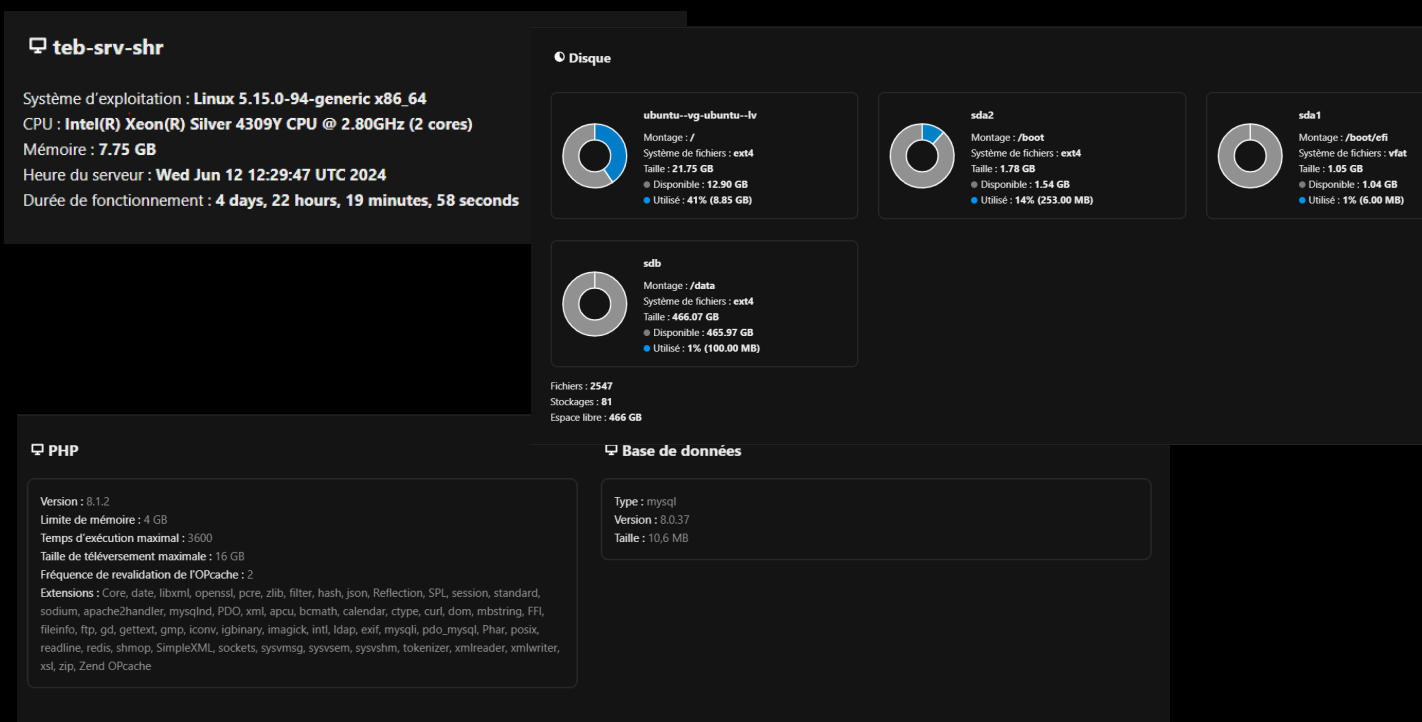 teb-srv-shr
Système d'exploitation : Linux 5.15.0-94-generic x86_64
CPU : Intel(R) Xeon(R) Silver 4309Y CPU @ 2.80GHz (2 cores)
Mémoire : 7.75 GB
Heure du serveur : Wed Jun 12 12:29:47 UTC 2024
Durée de fonctionnement : 4 days, 22 hours, 19 minutes, 58 seconds
Disque
ubuntu--vg-ubuntu--lv
Montage : /
Système de fichiers : ext4
Taille : 21.75 GB
Disponible : 12.90 GB
Utilisé : 41% (8.85 GB)
sda2
Montage : /boot
Système de fichiers : ext4
Taille : 1.78 GB
Disponible : 1.54 GB
Utilisé : 14% (253.00 MB)
sda1
Montage : /boot/efi
Système de fichiers : vfat
Taille : 1.05 GB
Disponible : 1.04 GB
Utilisé : 1% (6.00 MB)
sdb
Montage : /data
Système de fichiers : ext4
Taille : 466.07 GB
Disponible : 465.97 GB
Utilisé : 1% (100.00 MB)
Fichiers : 2547
Stockages : 81
Espace libre : 466 GB
PHP
Version : 8.1.2
Limite de mémoire : 4 GB
Temps d'exécution maximal : 3600
Taille de téléversement maximale : 16 GB
Fréquence de revalidation de l'OPcache : 2
Extensions : Core, date, libxml, openssl, pcre, zlib, filter, hash, json, Reflection, SPL, session, standard,
sodium, apache2handler, mysqlnd, PDO, xml, apcu, bcmath, calendar, ctype, curl, dom, mbstring, FFI,
fileinfo, ftp, gd, gettext, gmp, iconv, igbinary, imagick, intl, ldap, exif, mysqli, pdo_mysql, Phar, posix,
readline, redis, shmop, SimpleXML, sockets, sysvmsg, sysvsem, sysvshm, tokenizer, xmlreader, xmlwriter,
xsl, zip, Zend OPcache
Base de données
Type : mysql
Version : 8.0.37
Taille : 10,6 MB